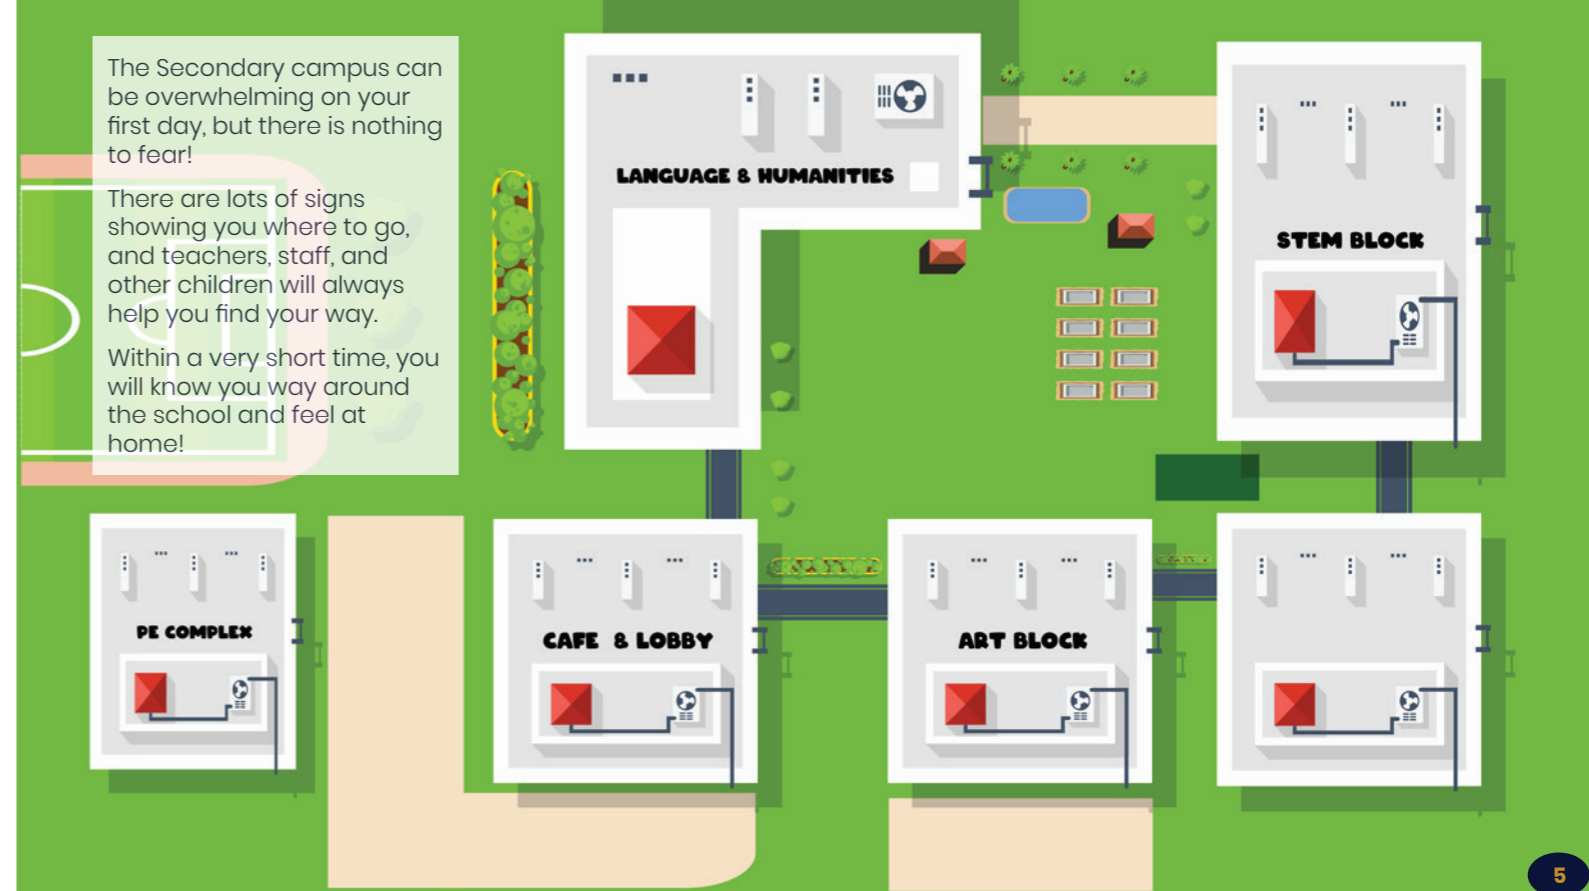 The Secondary campus can
be overwhelming on your
first day, but there is nothing
to fear!
There are lots of signs
showing you where to go,
and teachers, staff, and
other children will always
help you find your way.
Within a very short time, you
will know you way around
the school and feel at
home!
LANGUAGE & HUMANITIES
STEM BLOCK
PE COMPLEX
CAFE & LOBBY
ART BLOCK
5